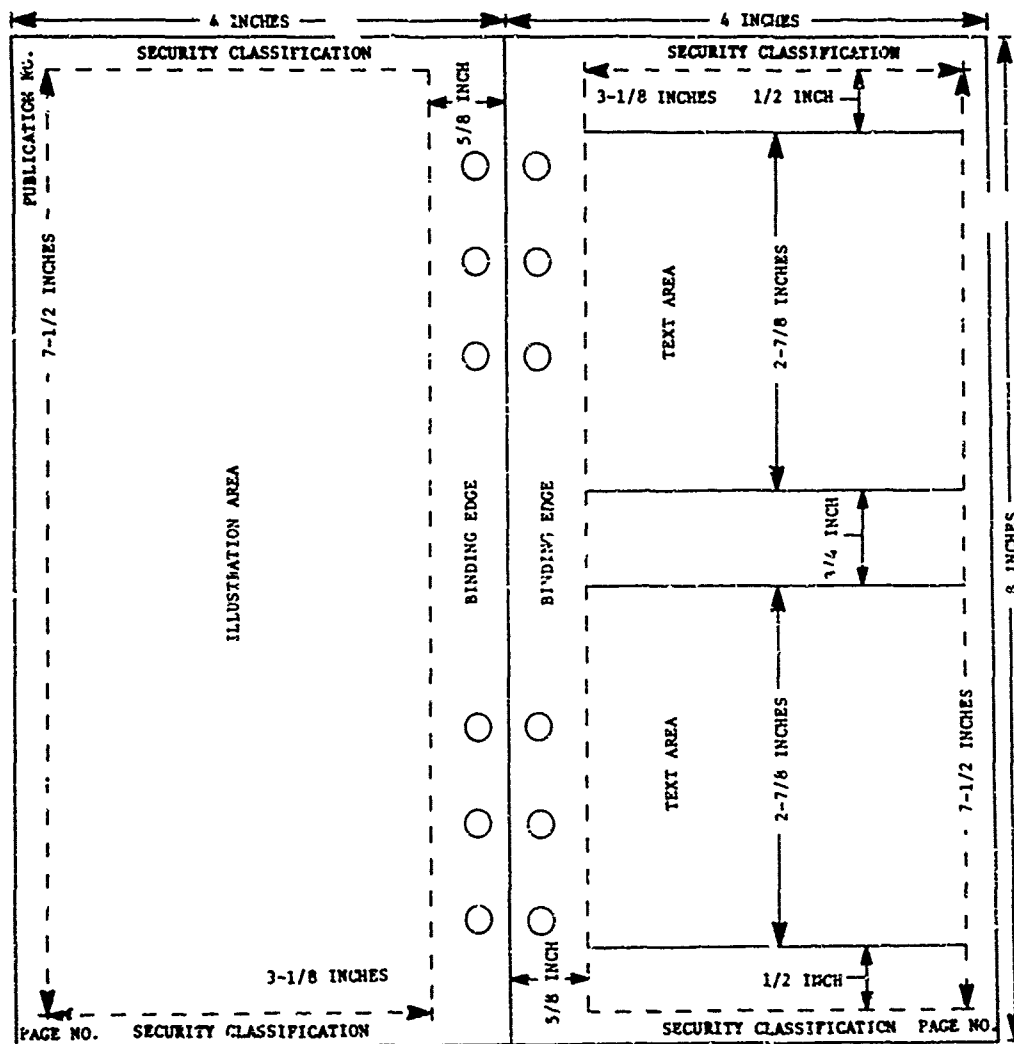 4 INCHES
4 INCHES
SECURITY CLASSIFICATION
SECURITY CLASSIFICATION
PUBLICATION NO.
5/8 INCH
3-1/8 INCHES
1/2 INCH
7-1/2 INCHES
TEXT AREA
2-7/8 INCHES
ILLUSTRATION AREA
BINDING EDGE
BINDING EDGE
3/4 INCH
8 INCHES
TEXT AREA
2-7/8 INCHES
7-1/2 INCHES
3-1/8 INCHES
5/8 INCH
1/2 INCH
PAGE NO.
SECURITY CLASSIFICATION
SECURITY CLASSIFICATION
PAGE NO.